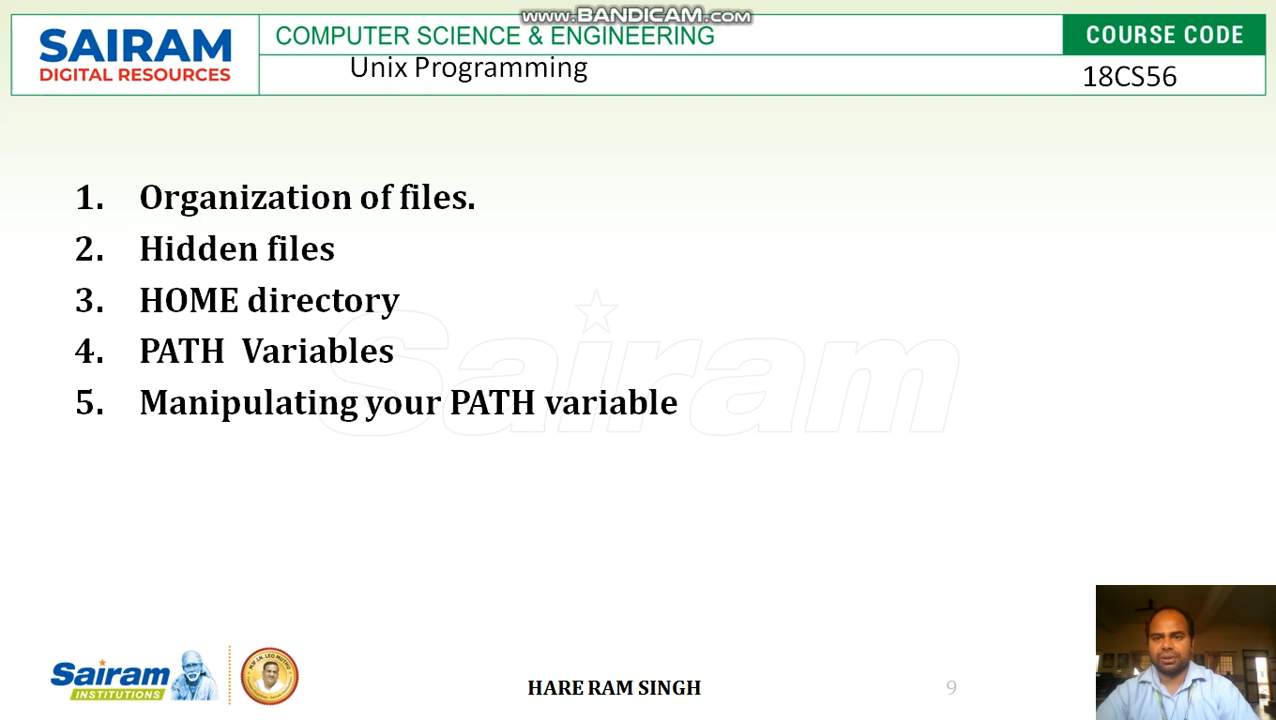 www.BANDICAM.com
SAIRAM
DIGITAL RESOURCES
COMPUTER SCIENCE & ENGINEERING
COURSE CODE
Unix Programming
18CS56
1. Organization of files.
2. Hidden files
3. HOME directory
4. PATH Variables
5. Manipulating your PATH variable
Sairam
Sairam
INSTITUTIONS
HARE RAM SINGH
9